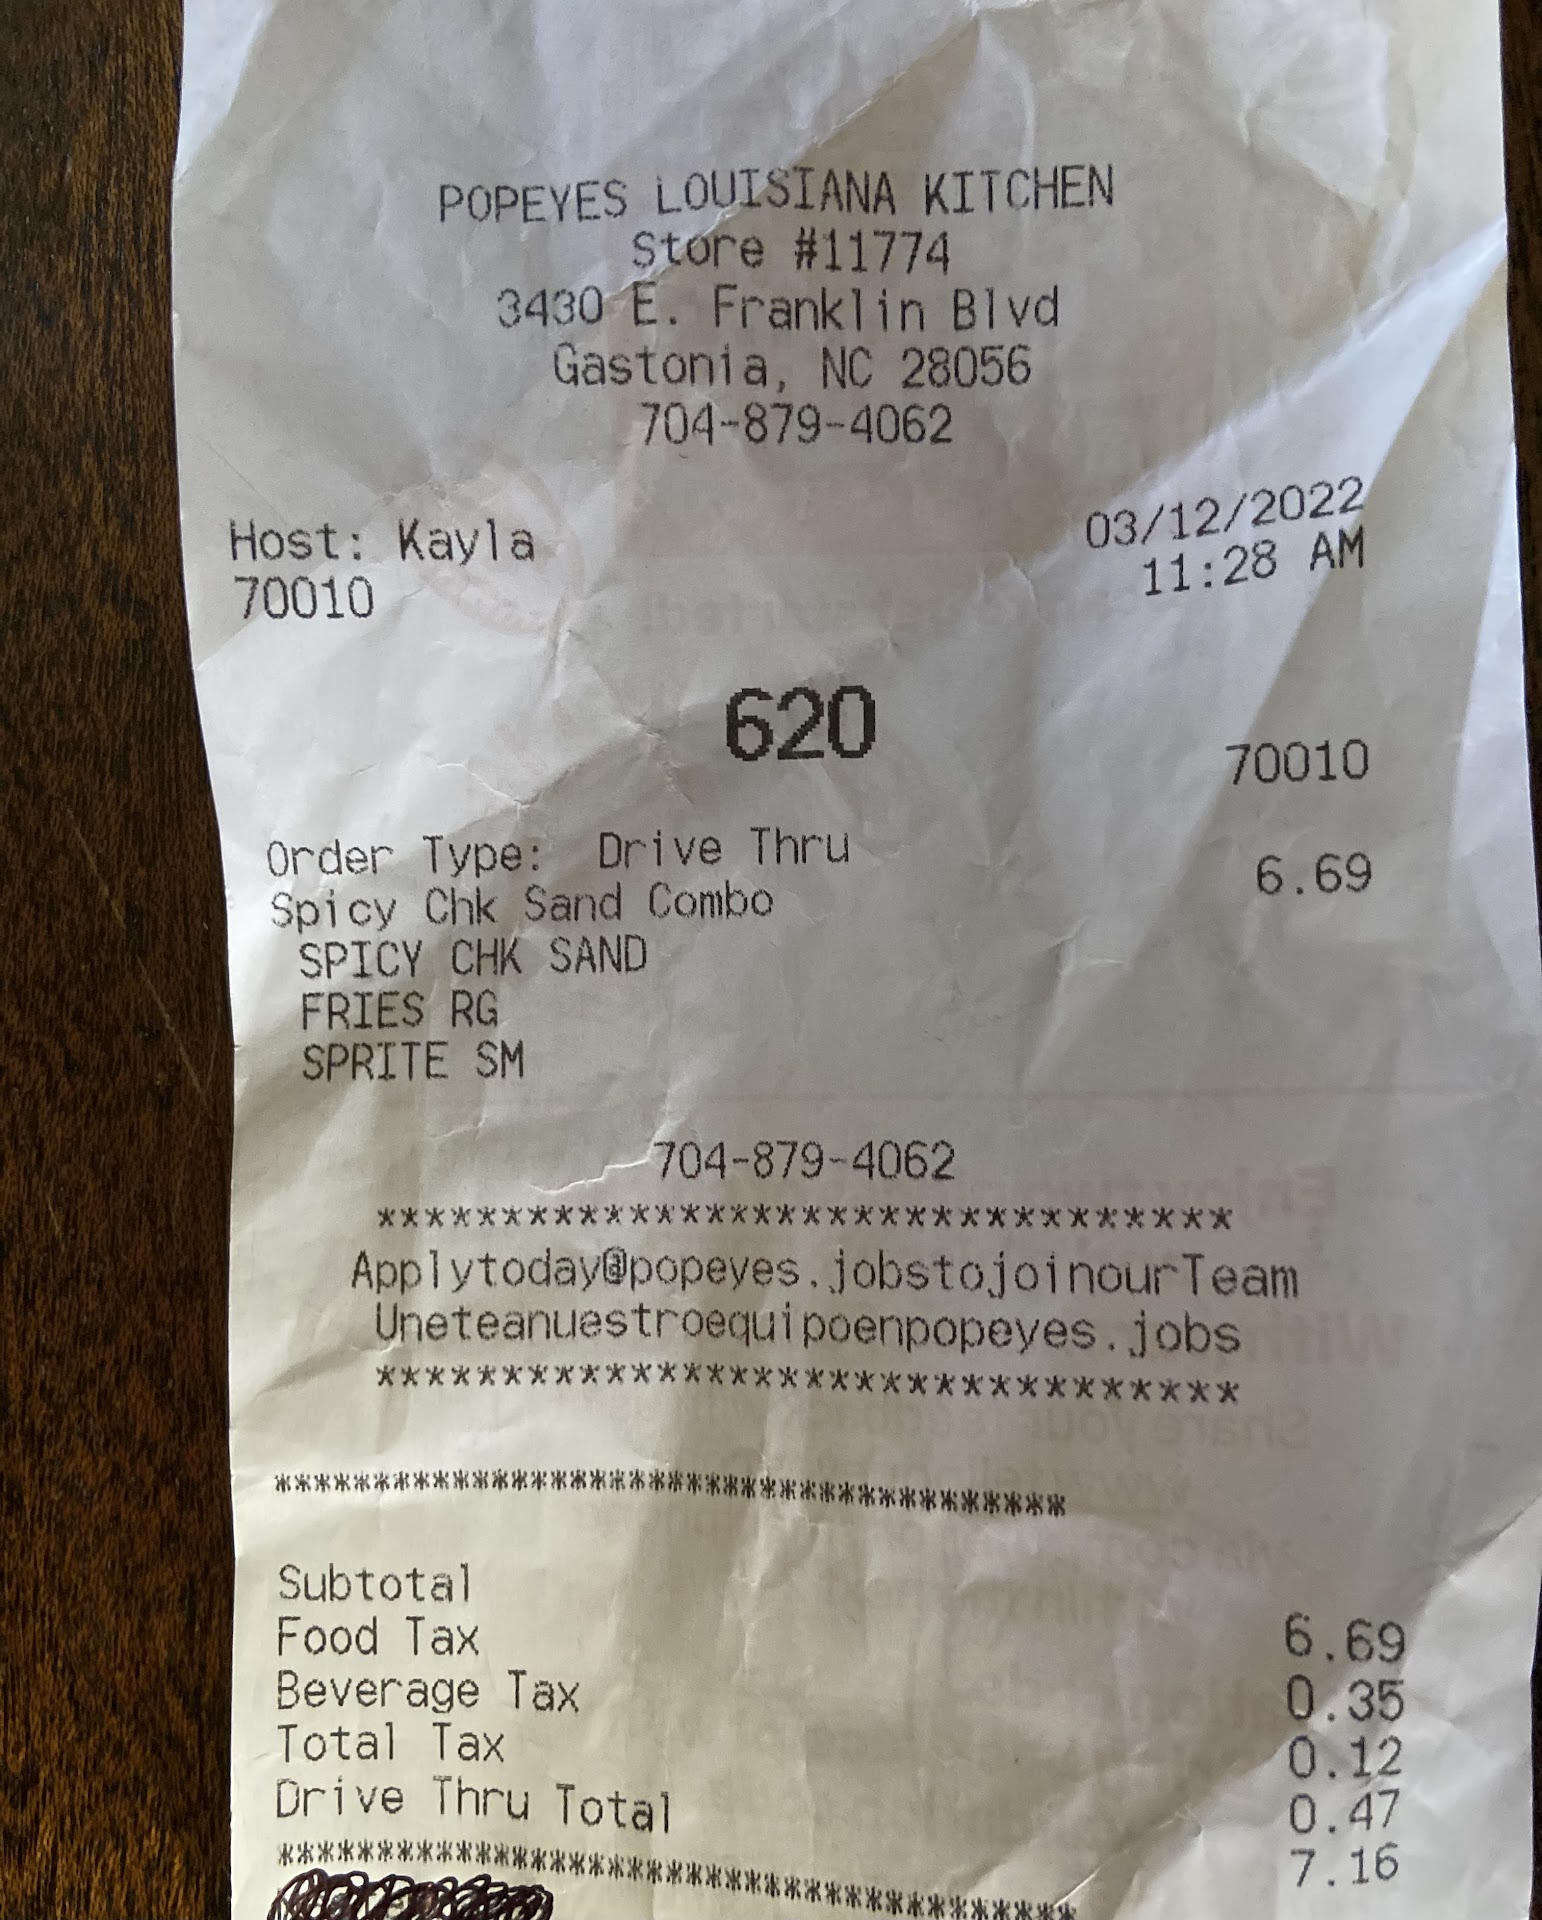 POPEYES LOUISIANA KITCHEN
Store #11774
3430 E. Franklin Blvd
Gastonia, NC 28056
704-879-4062
Host: Kayla 03/12/2022
70010 11:28 AM
620
70010
Order Type: Drive Thru
Spicy Chk Sand Combo 6.69
SPICY CHK SAND
FRIES RG
SPRITE SM
704-879-4062
**********************************
Applytoday@popeyes.jobstojoinourTeam
Uneteanuestroequipoenpopeyes.jobs
**********************************
****************************************
Subtotal 6.69
Food Tax 0.35
Beverage Tax 0.12
Total Tax 0.47
Drive Thru Total 7.16
****************************************